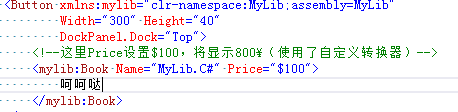 <Button xmlns:mylib="clr-namespace:MyLib;assembly=MyLib"
Width="300" Height="40"
DockPanel.Dock="Top">
<!--这里Price设置$100，将显示800¥（使用了自定义转换器）-->
<mylib:Book Name="MyLib.C#" Price="$100">
呵呵哒
</mylib:Book>